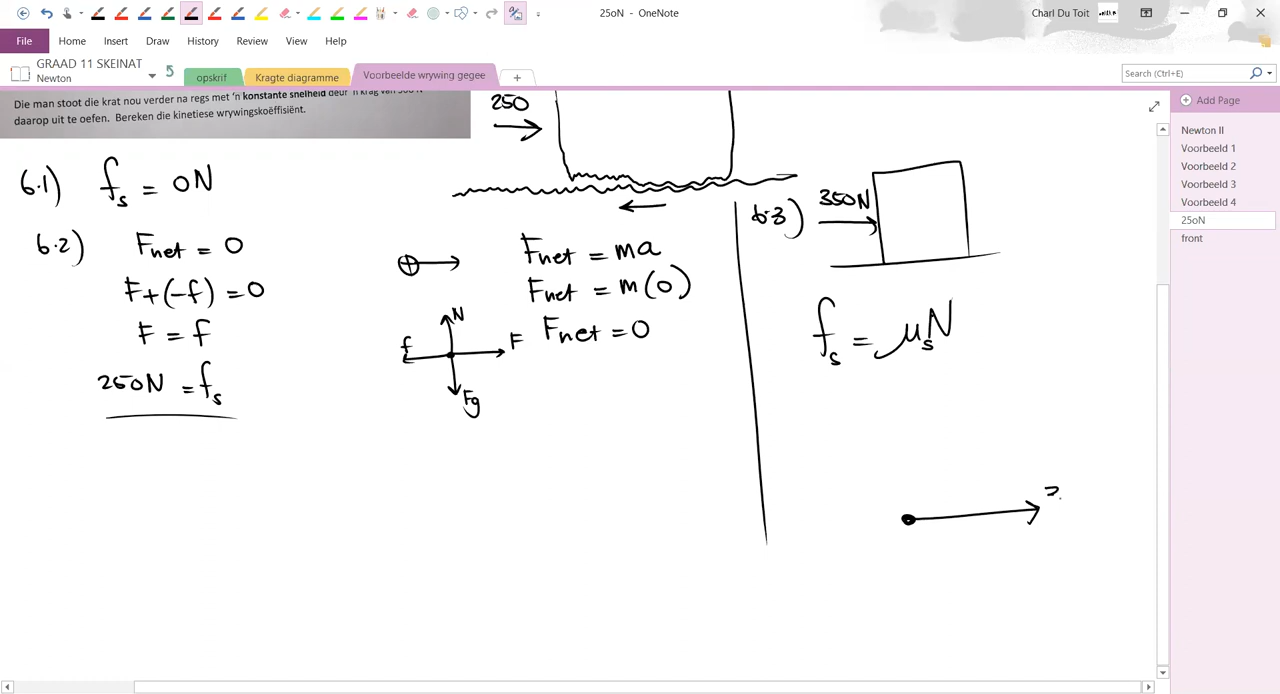 25oN - OneNote
Charl Du Toit
File Home Insert Draw History Review View Help
GRAAD 11 SKEINAT
Newton
opskrif
Kragte diagramme
Voorbeelde wrywing gegee
+
Search (Ctrl+E)
Add Page
Newton II
Voorbeeld 1
Voorbeeld 2
Voorbeeld 3
Voorbeeld 4
25oN
front
Die man stoot die krat nou verder na regs met 'n konstante snelheid deur 'n krag van
daarop uit te oefen. Bereken die kinetiese wrywingskoëffisiënt.
250
6.1) fs = 0N
6.2) Fnet = 0
F+(-f) = 0
F = f
250N = fs
N
f
F
Fg
Fnet = ma
Fnet = m(0)
Fnet = 0
6.3) 350N
fs = μsN